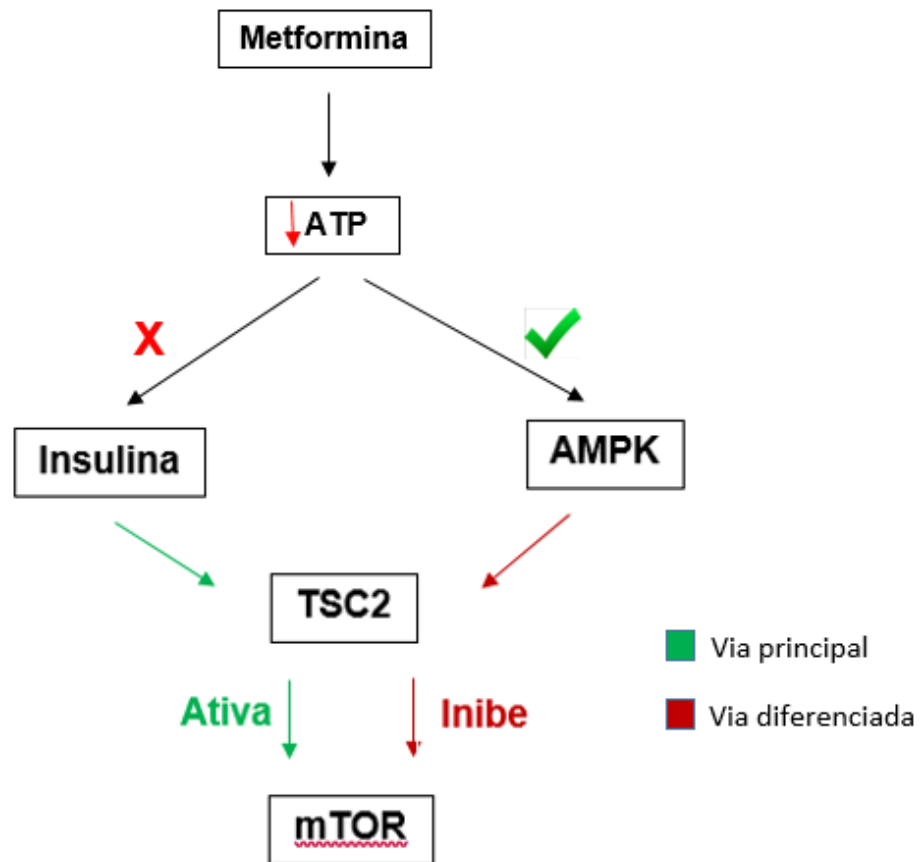 Metformina
ATP
X
Insulina
AMPK
TSC2
Via principal
Ativa
Inibe
Via diferenciada
mTOR